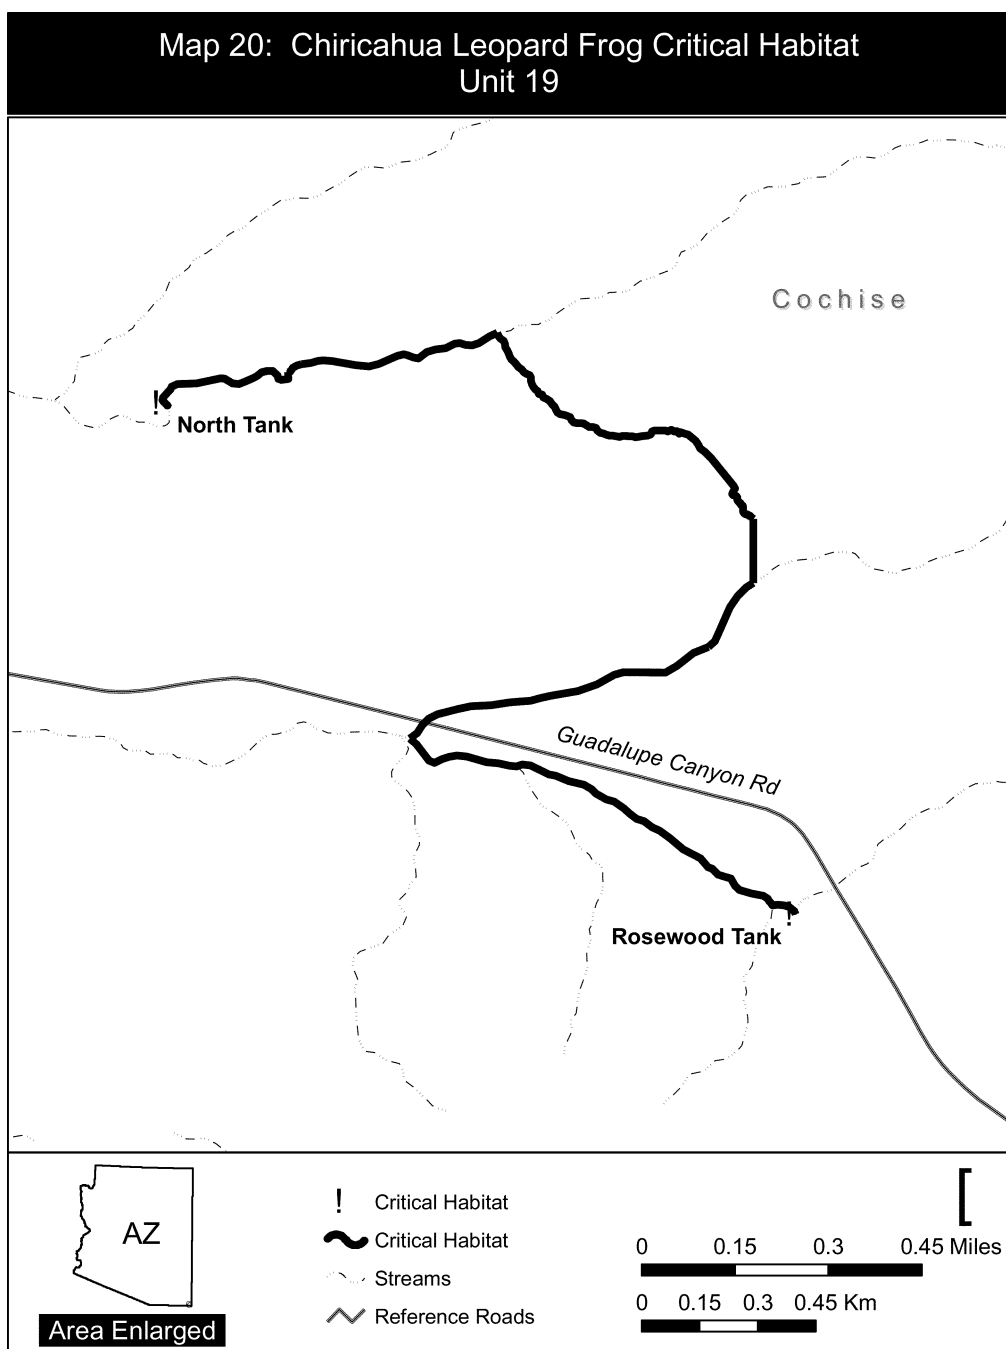 Map 20: Chiricahua Leopard Frog Critical Habitat
Unit 19
Cochise
!
North Tank
Guadalupe Canyon Rd
Rosewood Tank
!
AZ
Area Enlarged
! Critical Habitat
Critical Habitat
Streams
Reference Roads
[
0 0.15 0.3 0.45 Miles
0 0.15 0.3 0.45 Km